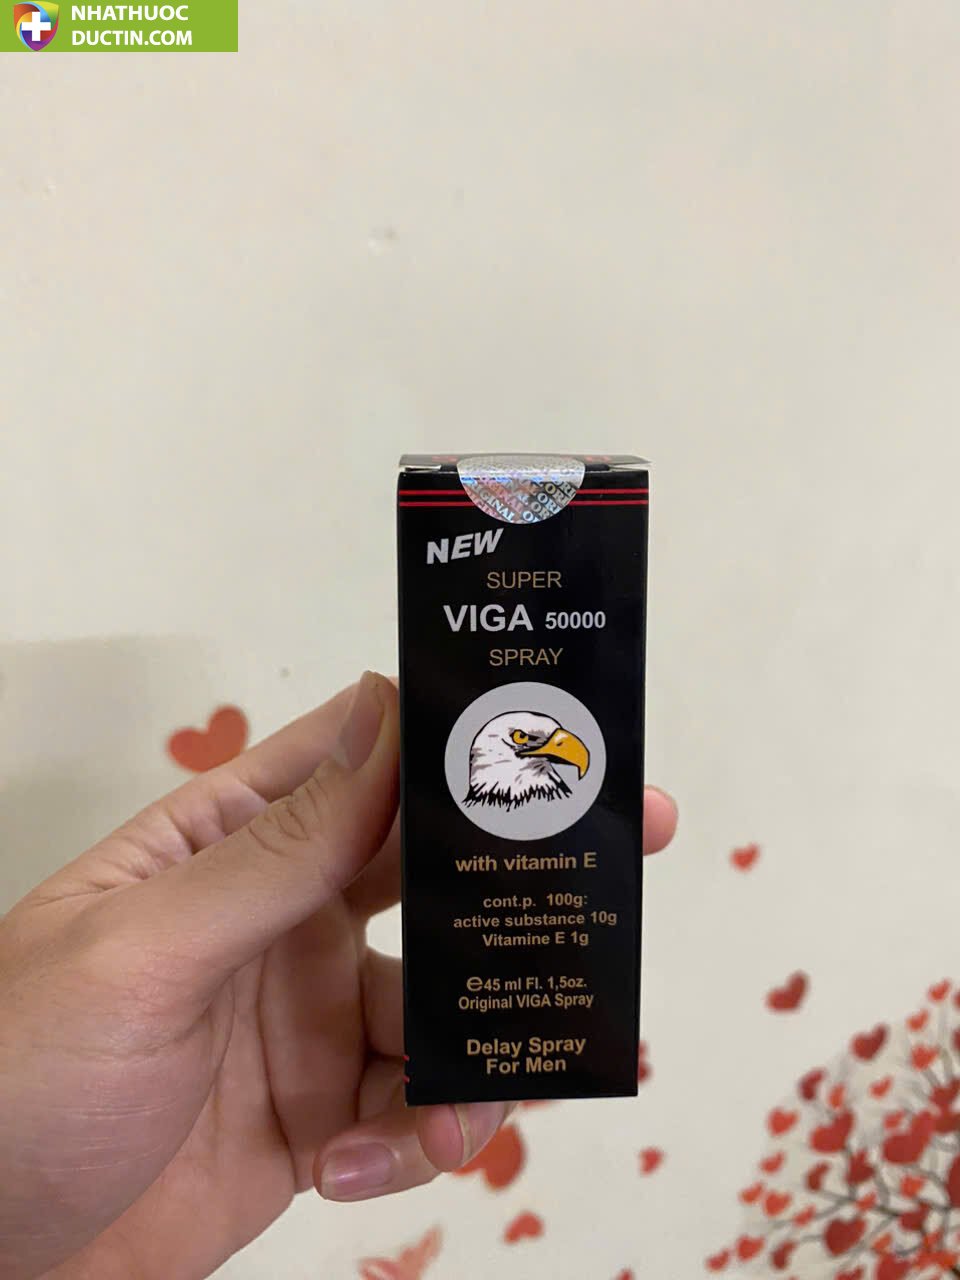 NHATHUOC
DUCTIN.COM
NEW
SUPER
VIGA 50000
SPRAY
with vitamin E
cont.p. 100g:
active substance 10g
Vitamine E 1g
℮45 ml Fl. 1,5oz.
Original VIGA Spray
Delay Spray
For Men